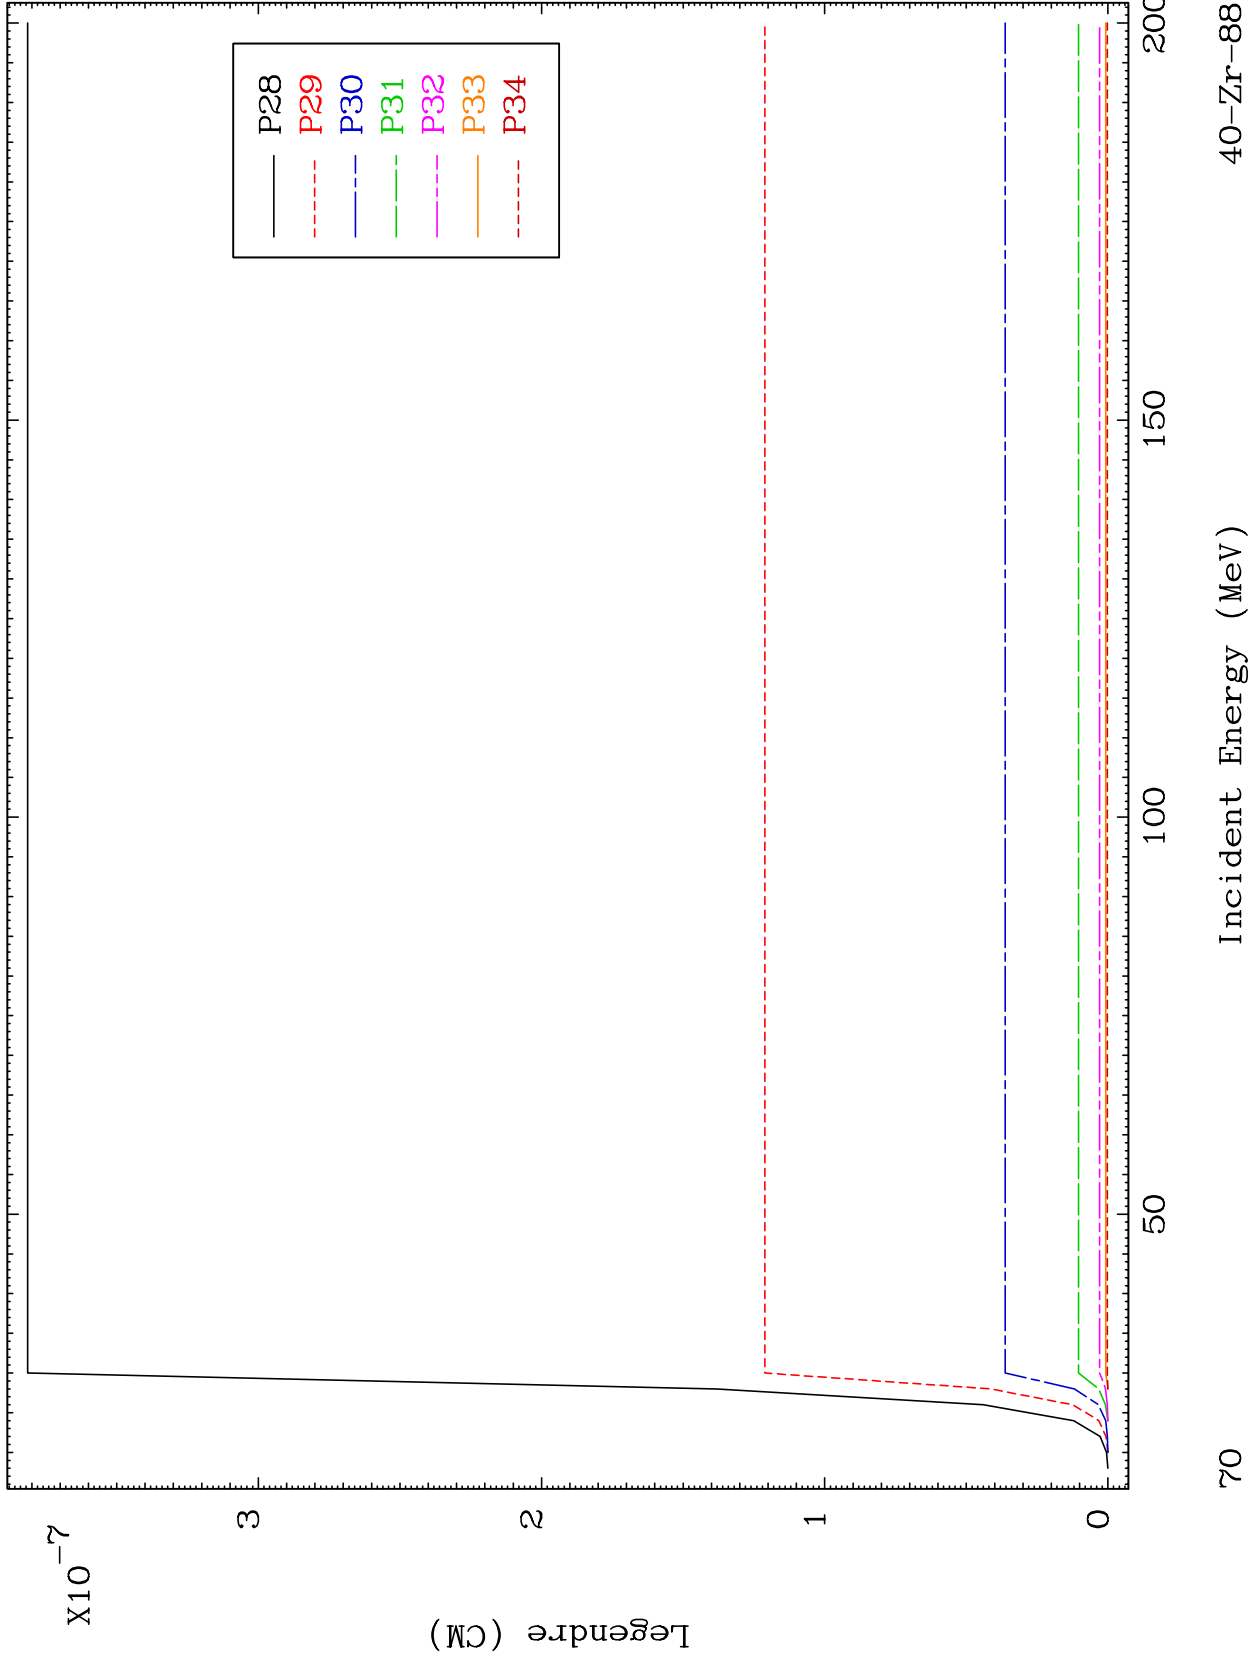 X10-7
3
2
1
0
Legendre (CM)
P28
P29
P30
P31
P32
P33
P34
50
100
150
200
70
Incident Energy (MeV)
40-Zr-88